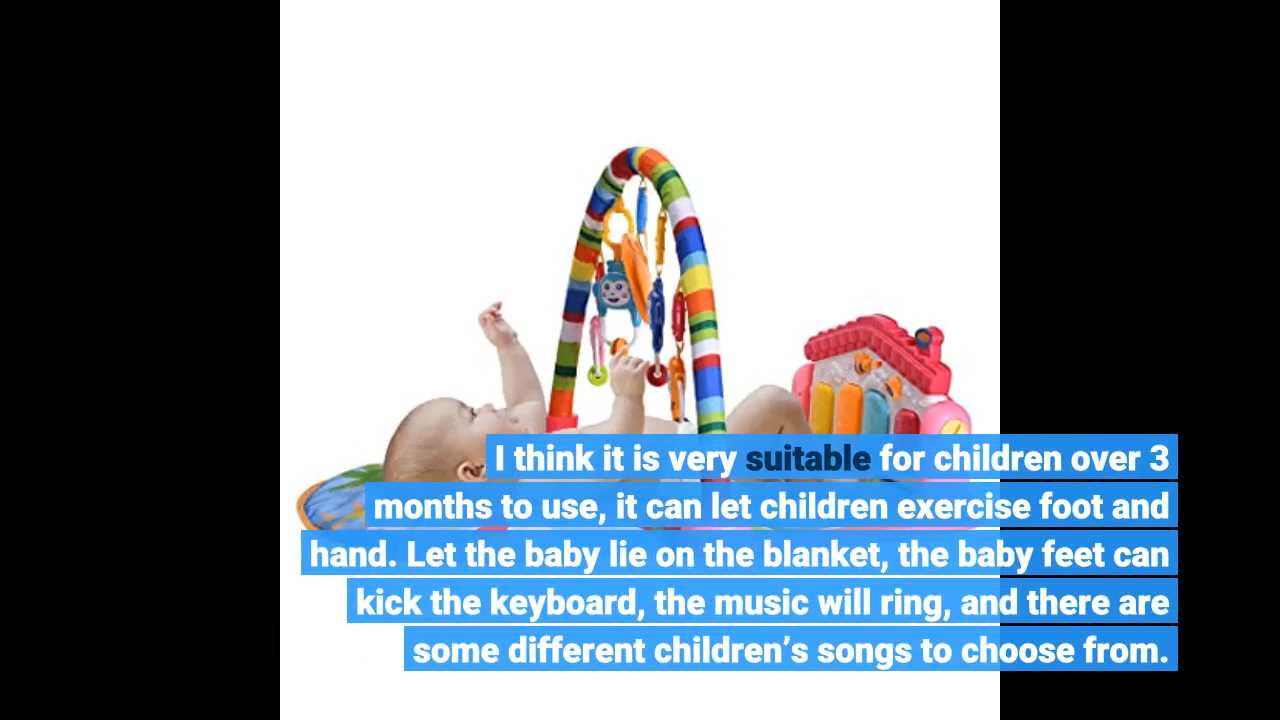 I think it is very suitable for children over 3
months to use, it can let children exercise foot and
hand. Let the baby lie on the blanket, the baby feet can
kick the keyboard, the music will ring, and there are
some different children’s songs to choose from.